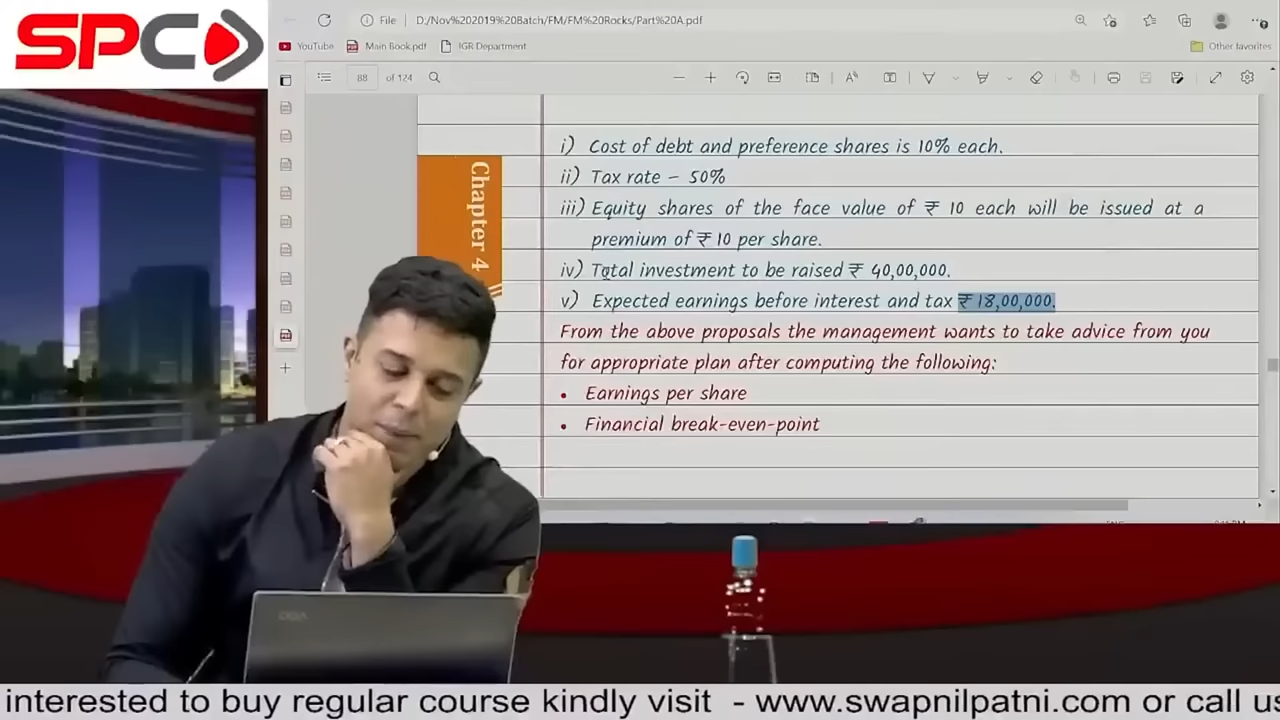 SPC
File
D:/Nov%202019%20Batch/FM/FM%20Rocks/Part%20A.pdf
YouTube
Main Book.pdf
IGR Department
Other favorites
88 of 124
Chapter 4
i) Cost of debt and preference shares is 10% each.
ii) Tax rate – 50%
iii) Equity shares of the face value of ₹ 10 each will be issued at a
premium of ₹ 10 per share.
iv) Total investment to be raised ₹ 40,00,000.
v) Expected earnings before interest and tax ₹ 18,00,000.
From the above proposals the management wants to take advice from you
for appropriate plan after computing the following:
• Earnings per share
• Financial break-even-point
interested to buy regular course kindly visit - www.swapnilpatni.com or call us